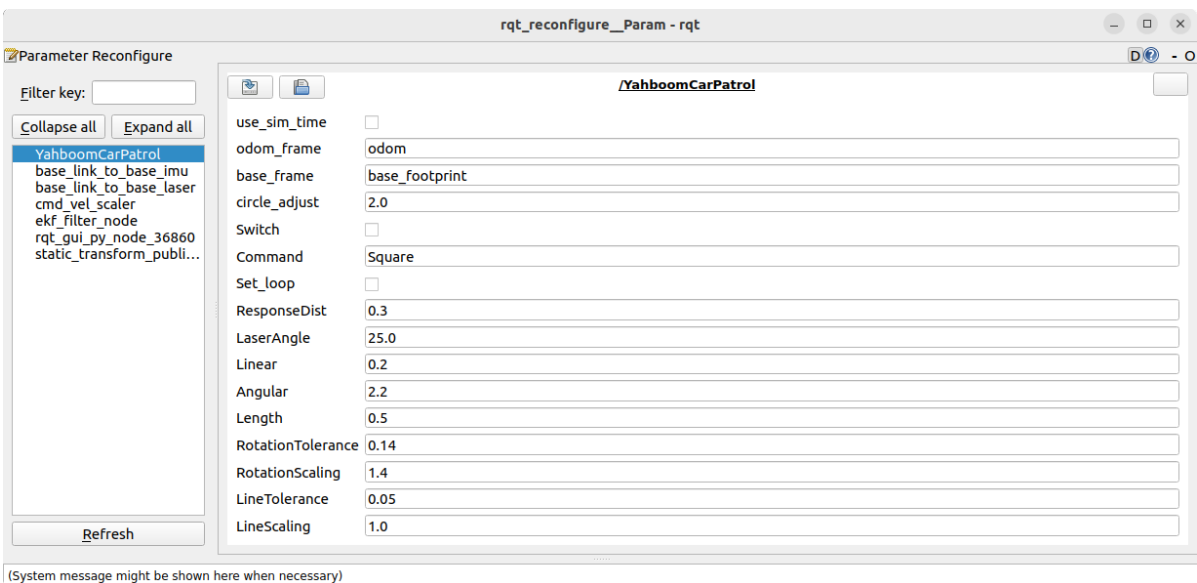 rqt_reconfigure__Param - rqt
Parameter Reconfigure
D? - O
Filter key:
Collapse all Expand all
YahboomCarPatrol
base_link_to_base_imu
base_link_to_base_laser
cmd_vel_scaler
ekf_filter_node
rqt_gui_py_node_36860
static_transform_publi...
Refresh
/YahboomCarPatrol
use_sim_time
odom_frame odom
base_frame base_footprint
circle_adjust 2.0
Switch
Command Square
Set_loop
ResponseDist 0.3
LaserAngle 25.0
Linear 0.2
Angular 2.2
Length 0.5
RotationTolerance 0.14
RotationScaling 1.4
LineTolerance 0.05
LineScaling 1.0
(System message might be shown here when necessary)